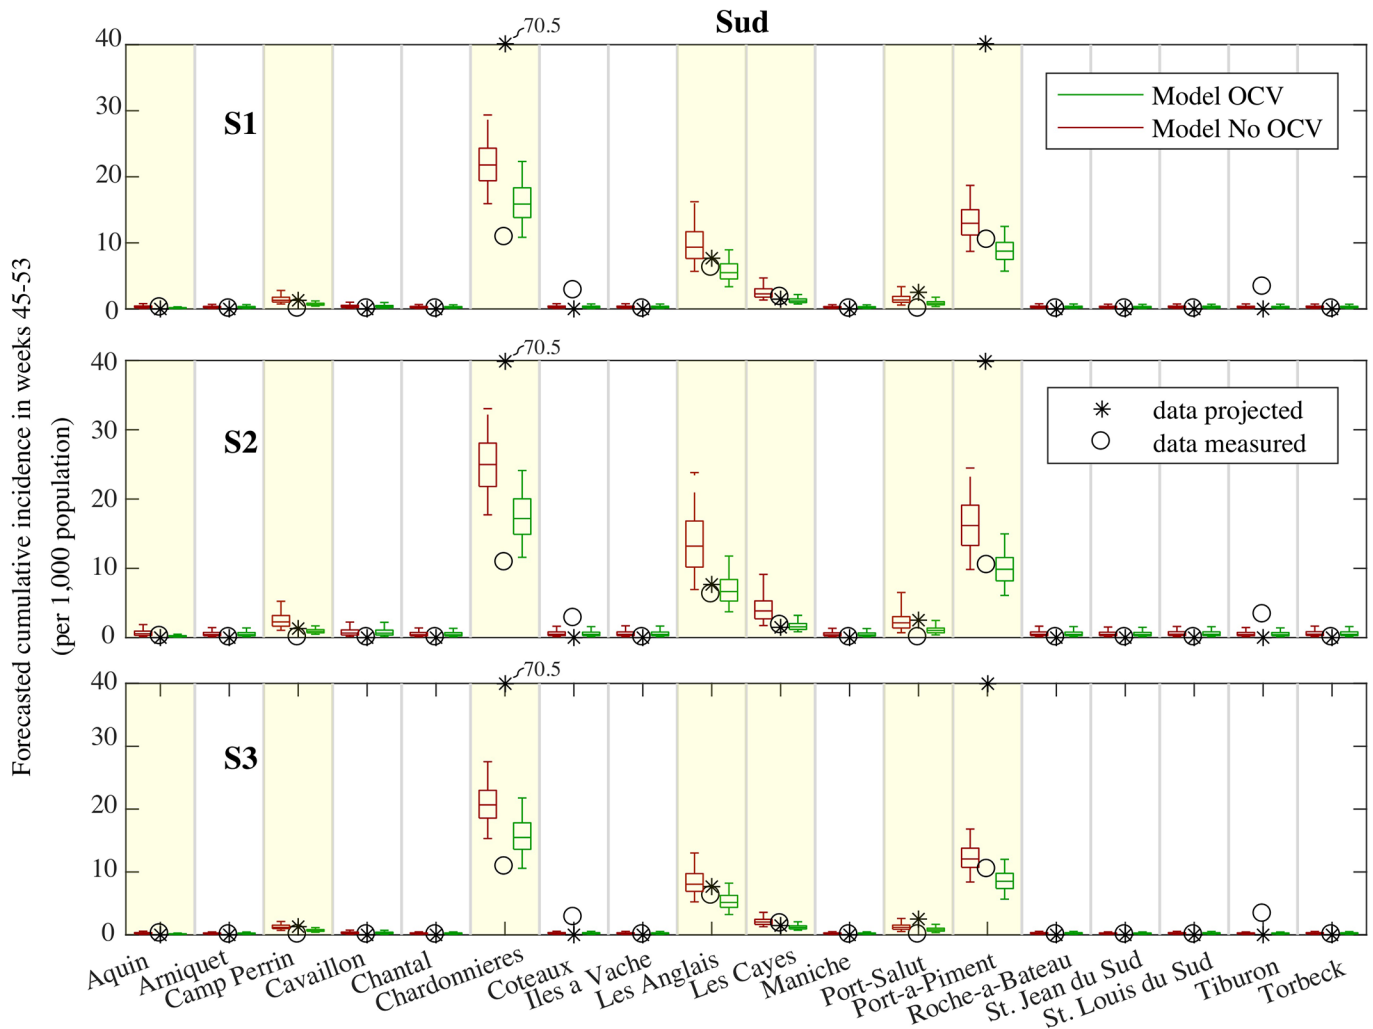 Sud
Forecasted cumulative incidence in weeks 45-53
(per 1,000 population)
40
30
20
10
0
70.5
S1
Model OCV
Model No OCV
40
30
20
10
0
70.5
S2
data projected
data measured
40
30
20
10
0
70.5
S3
Aquin
Arniquet
Camp Perrin
Cavaillon
Chantal
Chardonnieres
Coteaux
Iles a Vache
Les Anglais
Les Cayes
Maniche
Port-Salut
Port-a-Piment
Roche-a-Bateau
St. Jean du Sud
St. Louis du Sud
Tiburon
Torbeck